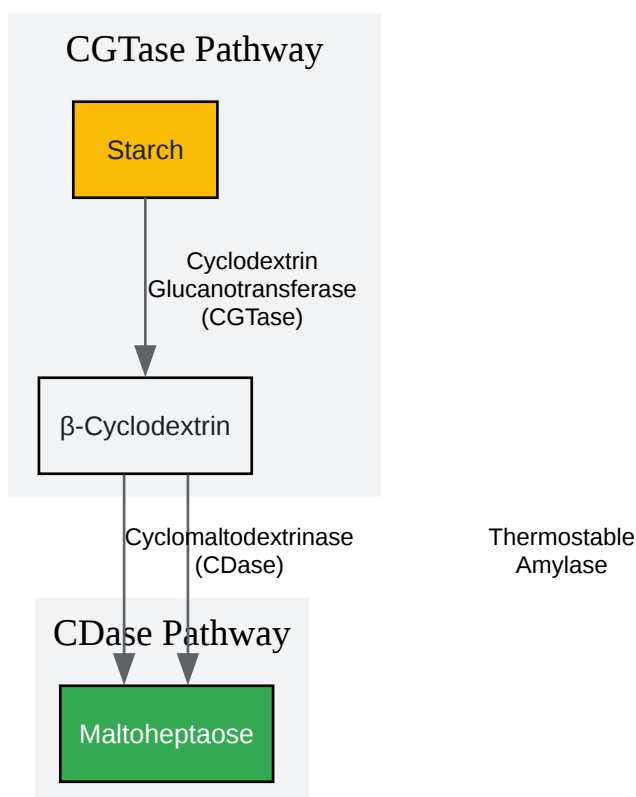 CGTase Pathway
Starch
Cyclodextrin
Glucanotransferase
(CGTase)
β-Cyclodextrin
Cyclomaltodextrinase
(CDase)
Thermostable
Amylase
CDase Pathway
Maltoheptaose